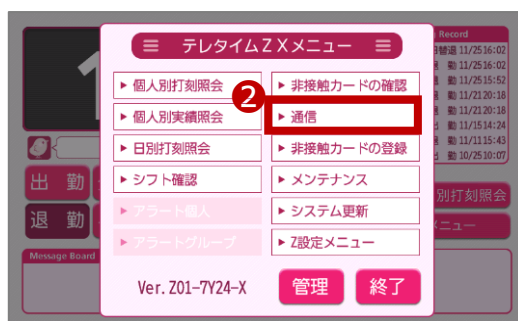 テレタイムZXメニュー
▶ 個人別打刻照会
▶ 非接触カードの確認
2
▶ 個人別実績照会
▶ 通信
▶ 日別打刻照会
▶ 非接触カードの登録
▶ シフト確認
▶ メンテナンス
▶ アラート個人
▶ システム更新
▶ アラートグループ
▶ Z設定メニュー
Ver. Z01-7Y24-X
管理
終了
Record
退 11/25 16:02
勤 11/25 16:02
勤 11/25 15:52
勤 11/21 20:18
勤 11/21 20:18
勤 11/15 14:24
勤 11/11 15:43
勤 10/25 10:07
出 勤
退 勤
別打刻照会
メニュー
Message Board